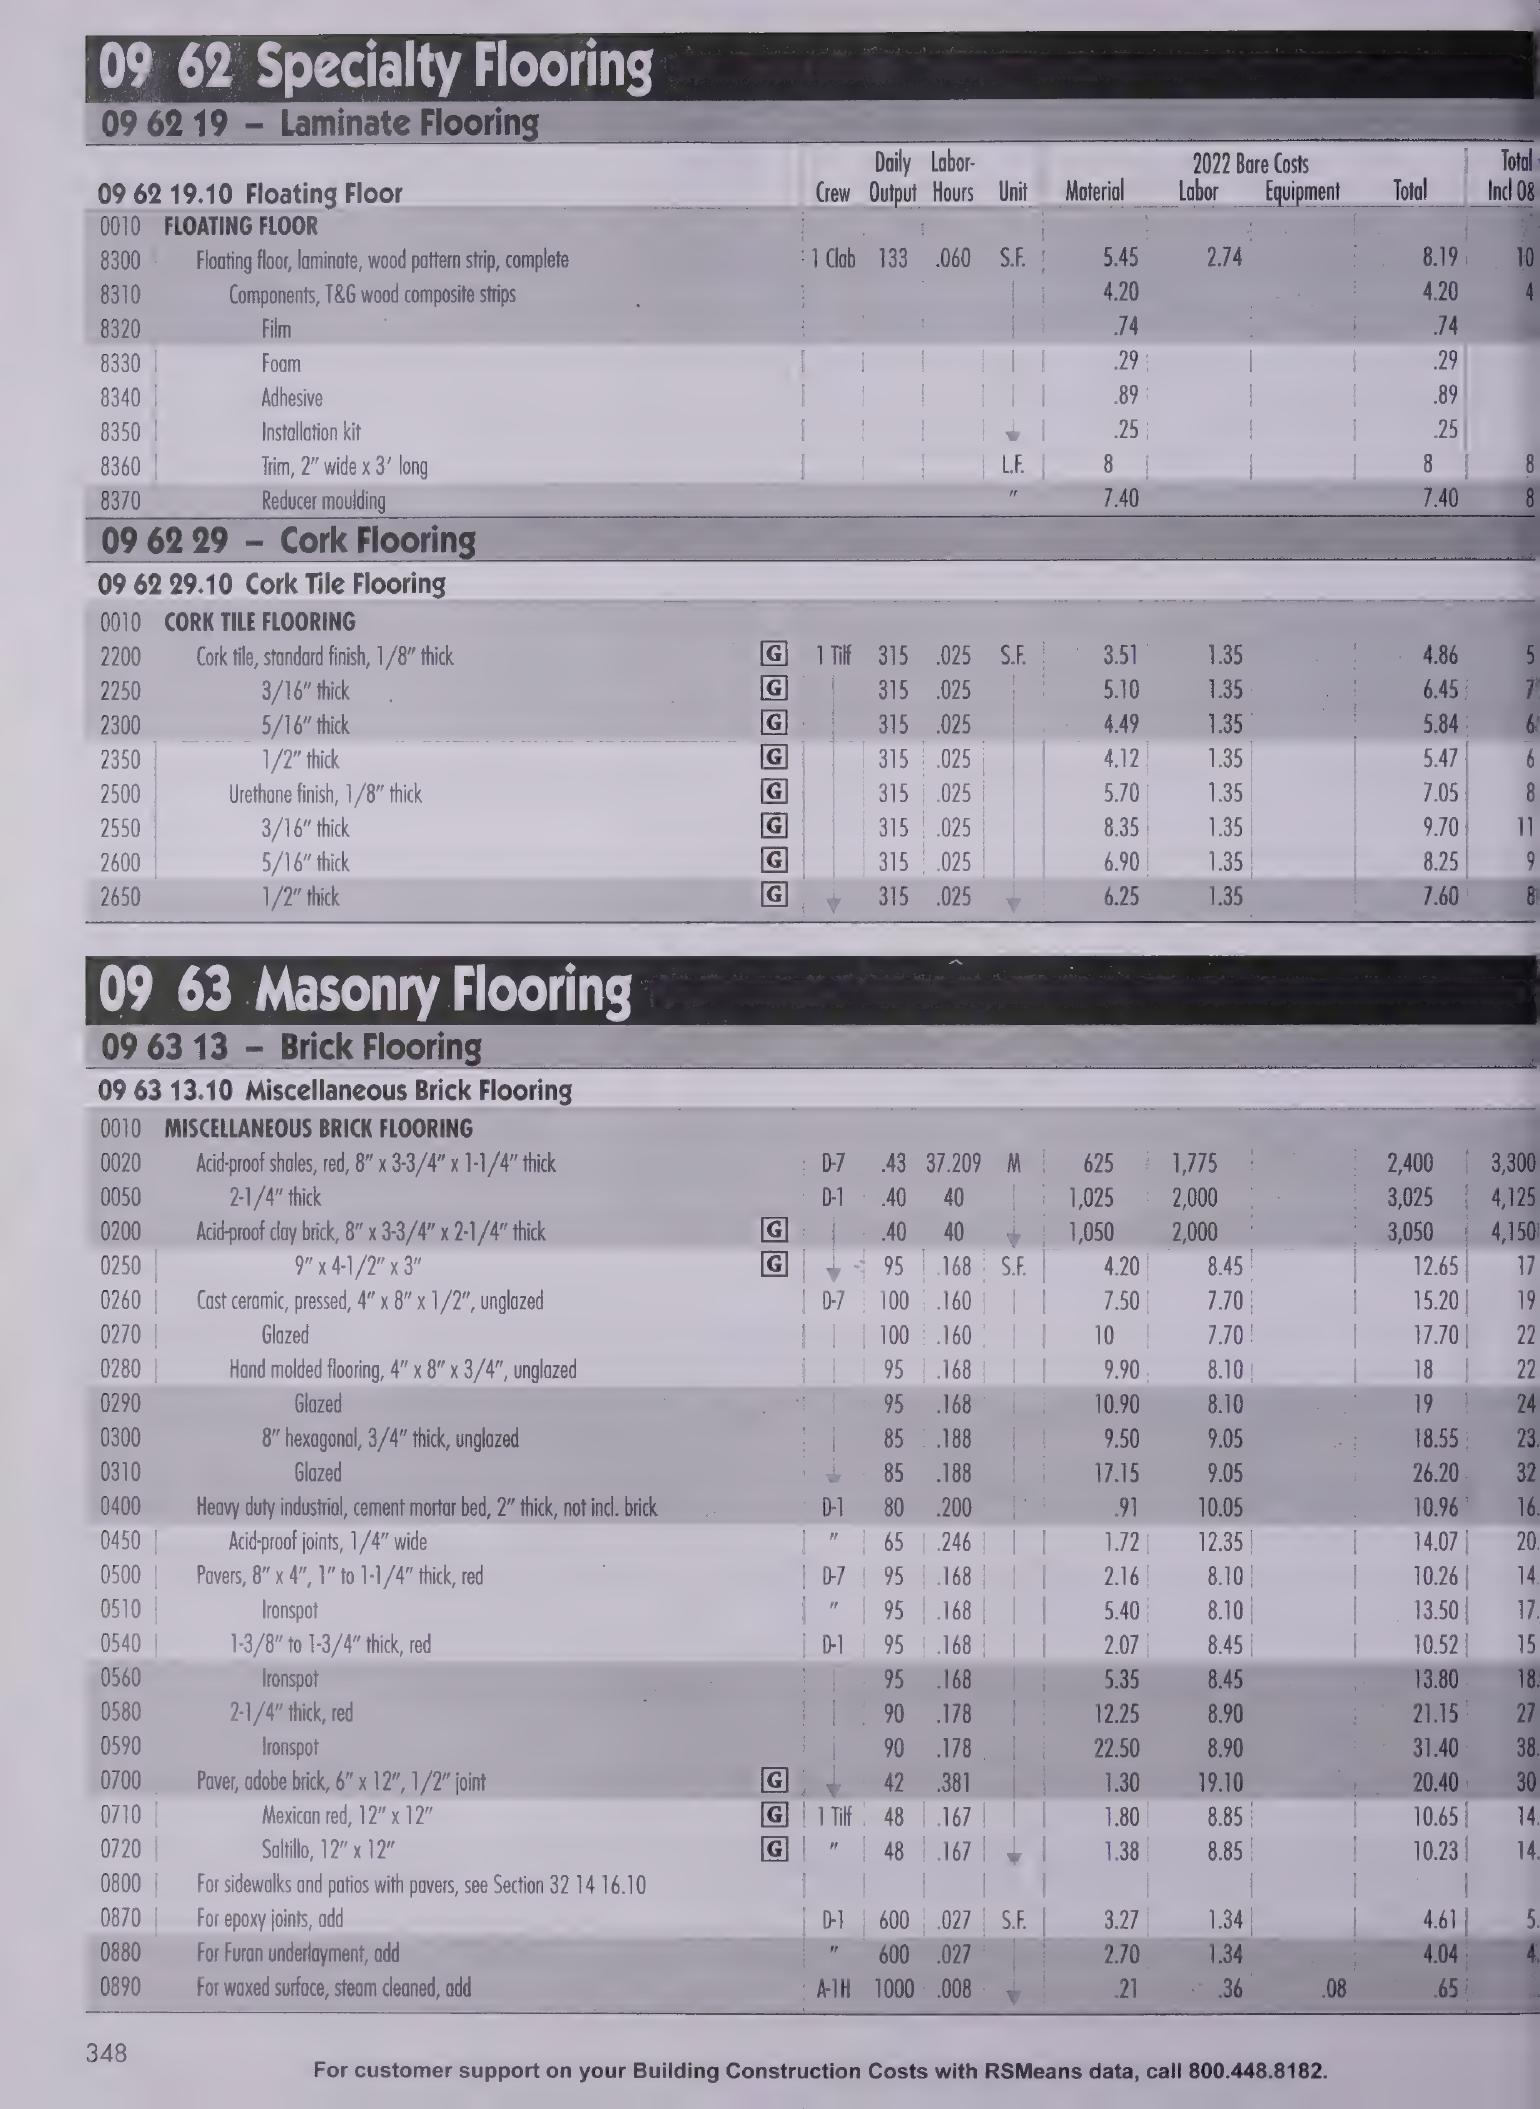 09 62 Specialty Flooring
09 62 19 – Laminate Flooring
Daily Labor- 2022 Bare Costs Total
09 62 19.10 Floating Floor Crew Output Hours Unit Material Labor Equipment Total Incl O&
0010 FLOATING FLOOR
8300 Floating floor, laminate, wood pattern strip, complete 1 Clab 133 .060 S.F. 5.45 2.74 8.19 10
8310 Components, T&G wood composite strips 4.20 4.20 4
8320 Film .74 .74
8330 Foam .29 .29
8340 Adhesive .89 .89
8350 Installation kit .25 .25
8360 Trim, 2" wide x 3' long L.F. 8 8 8
8370 Reducer moulding " 7.40 7.40 8
09 62 29 – Cork Flooring
09 62 29.10 Cork Tile Flooring
0010 CORK TILE FLOORING
2200 Cork tile, standard finish, 1/8" thick G 1 Tilf 315 .025 S.F. 3.51 1.35 4.86 5
2250 3/16" thick G 315 .025 5.10 1.35 6.45 7
2300 5/16" thick G 315 .025 4.49 1.35 5.84 6
2350 1/2" thick G 315 .025 4.12 1.35 5.47 6
2500 Urethane finish, 1/8" thick G 315 .025 5.70 1.35 7.05 8
2550 3/16" thick G 315 .025 8.35 1.35 9.70 11
2600 5/16" thick G 315 .025 6.90 1.35 8.25 9
2650 1/2" thick G 315 .025 6.25 1.35 7.60 8
09 63 Masonry Flooring
09 63 13 – Brick Flooring
09 63 13.10 Miscellaneous Brick Flooring
0010 MISCELLANEOUS BRICK FLOORING
0020 Acid-proof shales, red, 8" x 3-3/4" x 1-1/4" thick D-7 .43 37.209 M 625 1,775 2,400 3,300
0050 2-1/4" thick D-1 .40 40 1,025 2,000 3,025 4,125
0200 Acid-proof clay brick, 8" x 3-3/4" x 2-1/4" thick G .40 40 1,050 2,000 3,050 4,150
0250 9" x 4-1/2" x 3" G 95 .168 S.F. 4.20 8.45 12.65 17
0260 Cast ceramic, pressed, 4" x 8" x 1/2", unglazed D-7 100 .160 7.50 7.70 15.20 19
0270 Glazed 100 .160 10 7.70 17.70 22
0280 Hand molded flooring, 4" x 8" x 3/4", unglazed 95 .168 9.90 8.10 18 22
0290 Glazed 95 .168 10.90 8.10 19 24
0300 8" hexagonal, 3/4" thick, unglazed 85 .188 9.50 9.05 18.55 23.
0310 Glazed 85 .188 17.15 9.05 26.20 32
0400 Heavy duty industrial, cement mortar bed, 2" thick, not incl. brick D-1 80 .200 .91 10.05 10.96 16.
0450 Acid-proof joints, 1/4" wide " 65 .246 1.72 12.35 14.07 20.
0500 Pavers, 8" x 4", 1" to 1-1/4" thick, red D-7 95 .168 2.16 8.10 10.26 14
0510 Ironspot " 95 .168 5.40 8.10 13.50 17.
0540 1-3/8" to 1-3/4" thick, red D-1 95 .168 2.07 8.45 10.52 15
0560 Ironspot 95 .168 5.35 8.45 13.80 18.
0580 2-1/4" thick, red 90 .178 12.25 8.90 21.15 27
0590 Ironspot 90 .178 22.50 8.90 31.40 38.
0700 Paver, adobe brick, 6" x 12", 1/2" joint G 42 .381 1.30 19.10 20.40 30
0710 Mexican red, 12" x 12" G 1 Tilf 48 .167 1.80 8.85 10.65 14.
0720 Saltillo, 12" x 12" G " 48 .167 1.38 8.85 10.23 14.
0800 For sidewalks and patios with pavers, see Section 32 14 16.10
0870 For epoxy joints, add D-1 600 .027 S.F. 3.27 1.34 4.61 5.
0880 For Furan underlayment, add " 600 .027 2.70 1.34 4.04 4.
0890 For waxed surface, steam cleaned, add A-1H 1000 .008 .21 .36 .08 .65
348
For customer support on your Building Construction Costs with RSMeans data, call 800.448.8182.